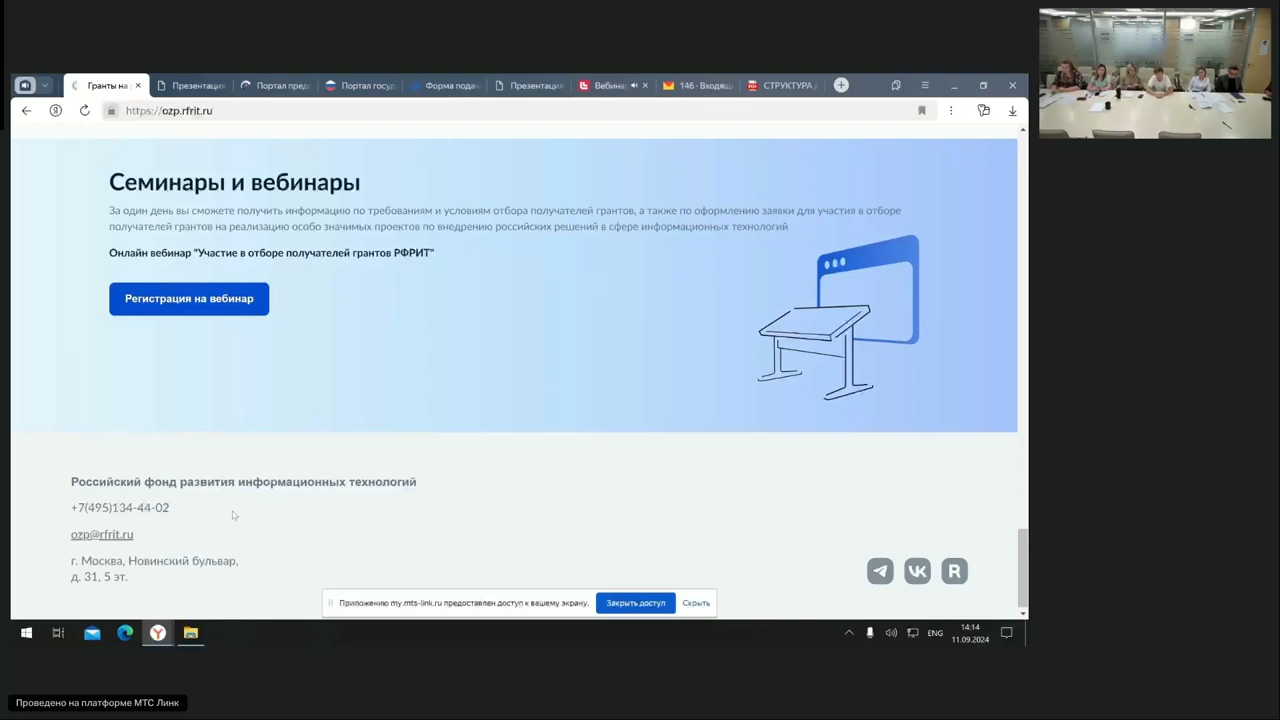 Гранты на
Презентация
Портал пред
Портал госуд
Форма пода
Презентация
Вебина
146 · Входящ
СТРУКТУРА
https://ozp.rfrit.ru
Семинары и вебинары
За один день вы сможете получить информацию по требованиям и условиям отбора получателей грантов, а также по оформлению заявки для участия в отборе
получателей грантов на реализацию особо значимых проектов по внедрению российских решений в сфере информационных технологий
Онлайн вебинар "Участие в отборе получателей грантов РФРИТ"
Регистрация на вебинар
Российский фонд развития информационных технологий
+7(495)134-44-02
ozp@rfrit.ru
г. Москва, Новинский бульвар,
д. 31, 5 эт.
Приложению my.mts-link.ru предоставлен доступ к вашему экрану.
Закрыть доступ
Скрыть
ENG
14:14
11.09.2024
Проведено на платформе МТС Линк